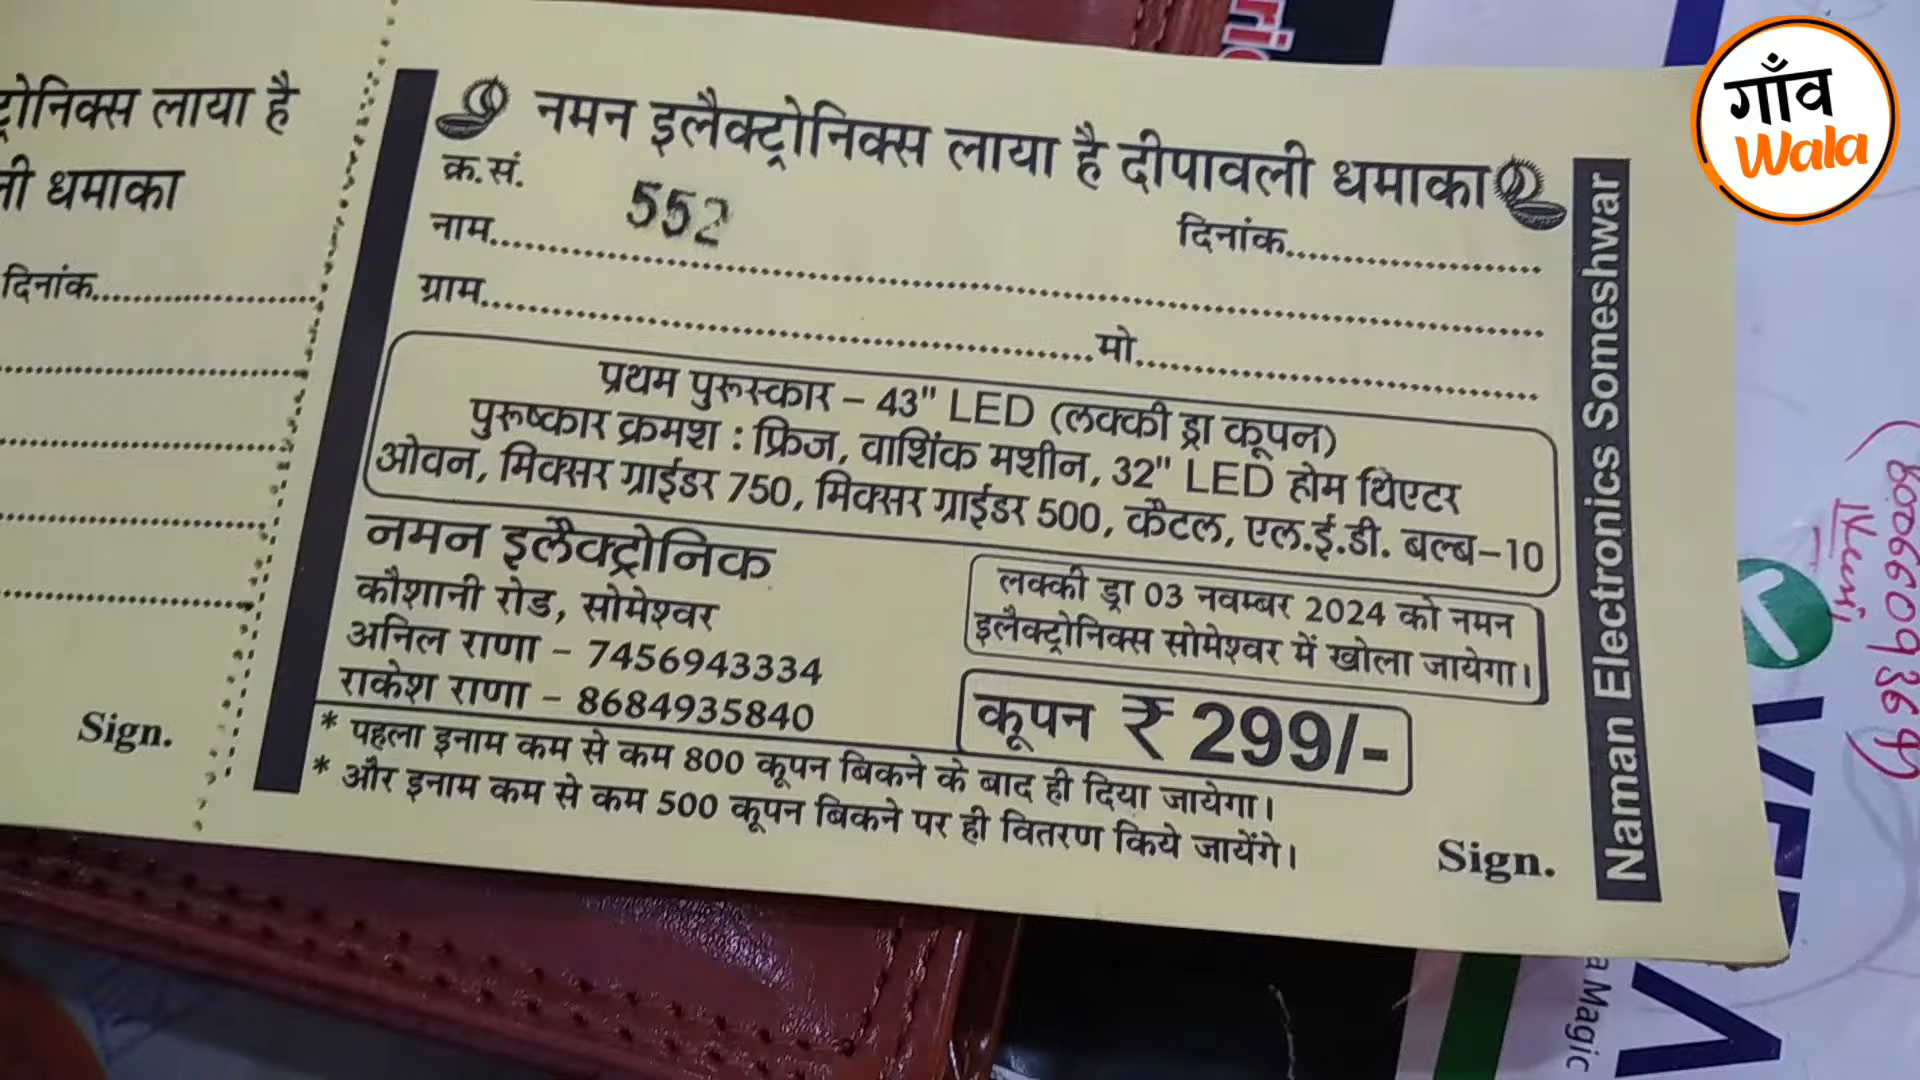 गाँव
Wala
लाया है
धमाका
दिनांक
Sign.
नमन इलैक्ट्रोनिक्स लाया है दीपावली धमाका
क्र.सं.
552
नाम
दिनांक
ग्राम
मो.
प्रथम पुरूस्कार – 43" LED (लक्की ड्रा कूपन)
पुरूष्कार क्रमश : फ्रिज, वाशिंक मशीन, 32" LED होम थिएटर
ओवन, मिक्सर ग्राईडर 750, मिक्सर ग्राईडर 500, कैटल, एल.ई.डी. बल्ब–10
नमन इलैक्ट्रोनिक
कौशानी रोड, सोमेश्वर
अनिल राणा – 7456943334
राकेश राणा – 8684935840
लक्की ड्रा 03 नवम्बर 2024 को नमन
इलैक्ट्रोनिक्स सोमेश्वर में खोला जायेगा।
कूपन ₹ 299/-
* पहला इनाम कम से कम 800 कूपन बिकने के बाद ही दिया जायेगा।
* और इनाम कम से कम 500 कूपन बिकने पर ही वितरण किये जायेंगे।
Sign.
Naman Electronics Someshwar
Magic